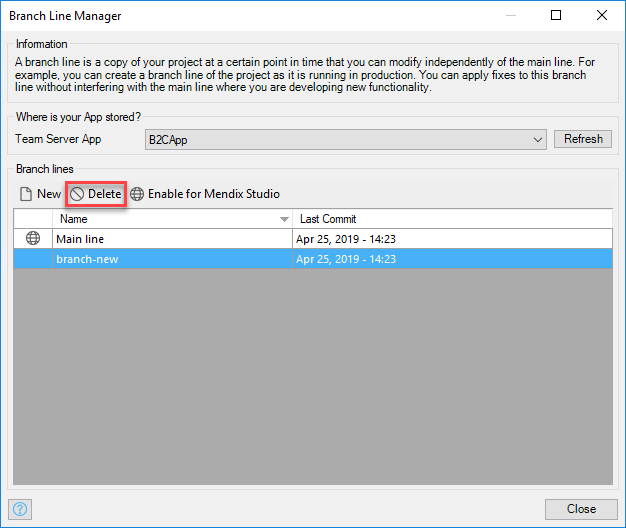 Branch Line Manager
Information
A branch line is a copy of your project at a certain point in time that you can modify independently of the main line. For
example, you can create a branch line of the project as it is running in production. You can apply fixes to this branch
line without interfering with the main line where you are developing new functionality.
Where is your App stored?
Team Server App B2CApp Refresh
Branch lines
New Delete Enable for Mendix Studio
Name Last Commit
Main line Apr 25, 2019 - 14:23
branch-new Apr 25, 2019 - 14:23
? Close